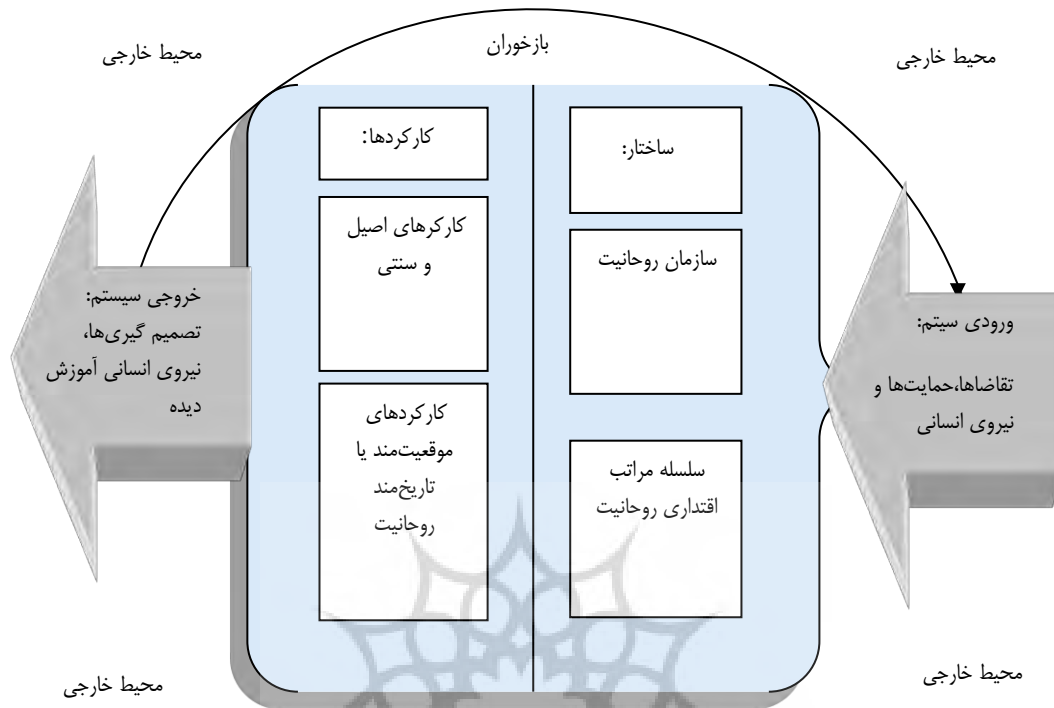 محیط خارجی
بازخوران
محیط خارجی
ساختار:
سازمان روحانیت
سلسله مراتب
اقتداری روحانیت
کارکردها:
کارکرهای اصیل
و سنتی
کارکردهای
موقعیت‌مند یا
تاریخ‌مند
روحانیت
ورودی سیتم:
تقاضاها،حمایت‌ها و
نیروی انسانی
خروجی سیستم:
تصمیم گیری‌ها،
نیروی انسانی آموزش
دیده
محیط خارجی
محیط خارجی